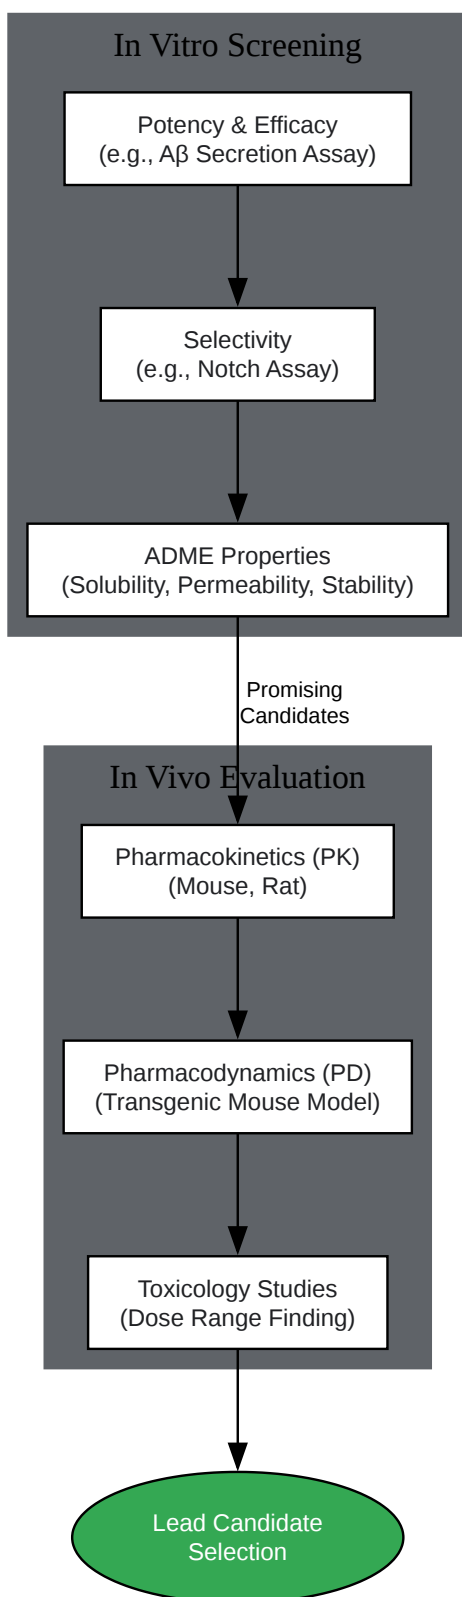 In Vitro Screening
Potency & Efficacy
(e.g., Aβ Secretion Assay)
Selectivity
(e.g., Notch Assay)
ADME Properties
(Solubility, Permeability, Stability)
Promising
Candidates
In Vivo Evaluation
Pharmacokinetics (PK)
(Mouse, Rat)
Pharmacodynamics (PD)
(Transgenic Mouse Model)
Toxicology Studies
(Dose Range Finding)
Lead Candidate
Selection